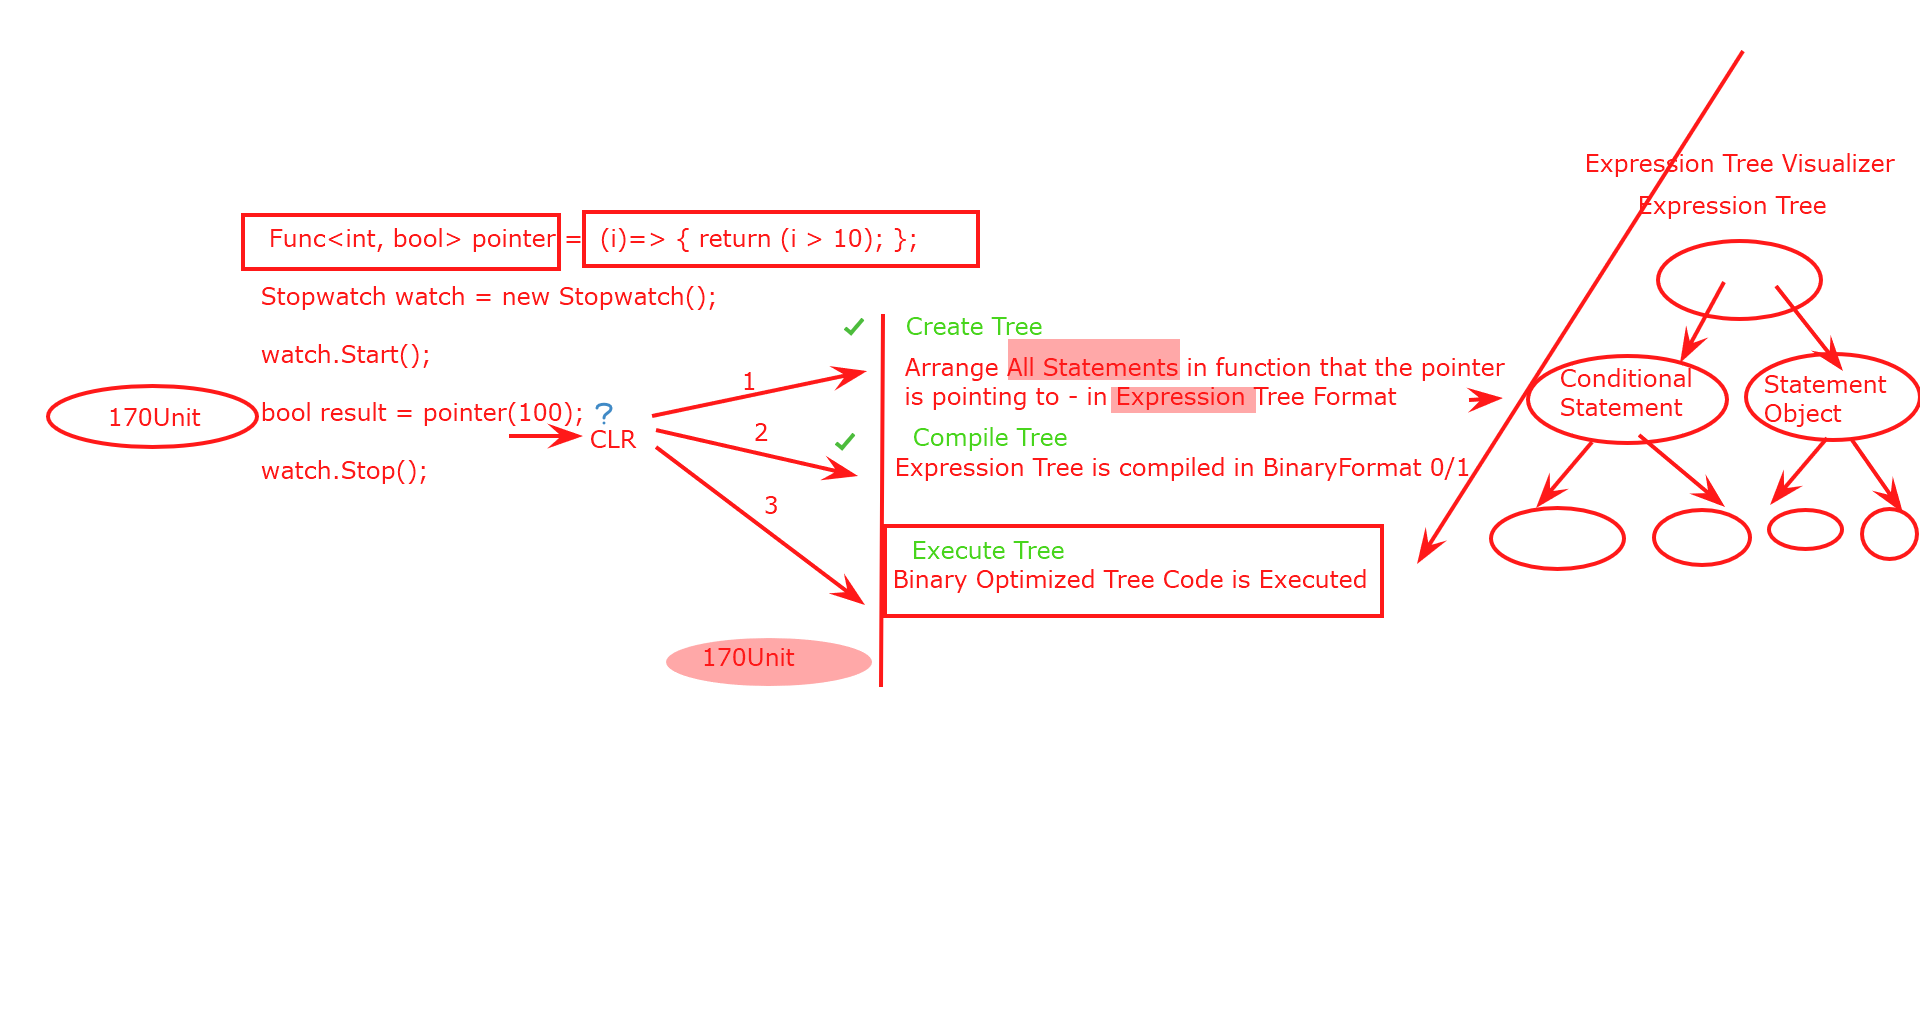 Expression Tree Visualizer
Expression Tree
Func<int, bool> pointer = (i)=> { return (i > 10); };
Stopwatch watch = new Stopwatch();
watch.Start();
170Unit
bool result = pointer(100);
?
CLR
watch.Stop();
1
2
3
Create Tree
Arrange All Statements in function that the pointer
is pointing to - in Expression Tree Format
Compile Tree
Expression Tree is compiled in BinaryFormat 0/1
Execute Tree
Binary Optimized Tree Code is Executed
170Unit
Conditional
Statement
Statement
Object